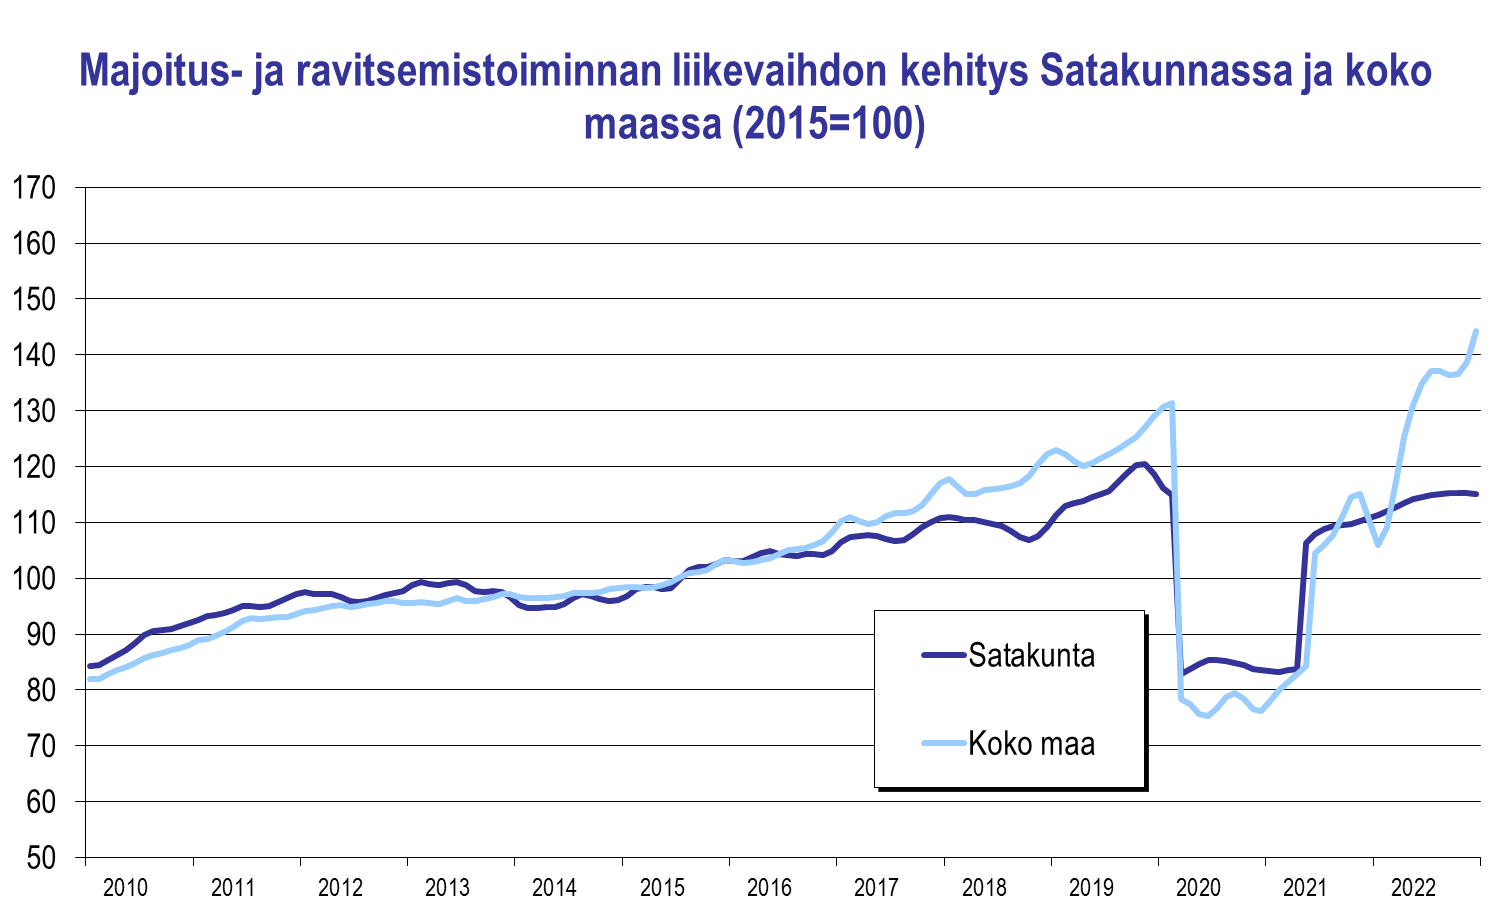 Majoitus- ja ravitsemistoiminnan liikevaihdon kehitys Satakunnassa ja koko
maassa (2015=100)
170
160
150
140
130
120
110
100
90
80
70
60
50
Satakunta
Koko maa
2010 2011 2012 2013 2014 2015 2016 2017 2018 2019 2020 2021 2022